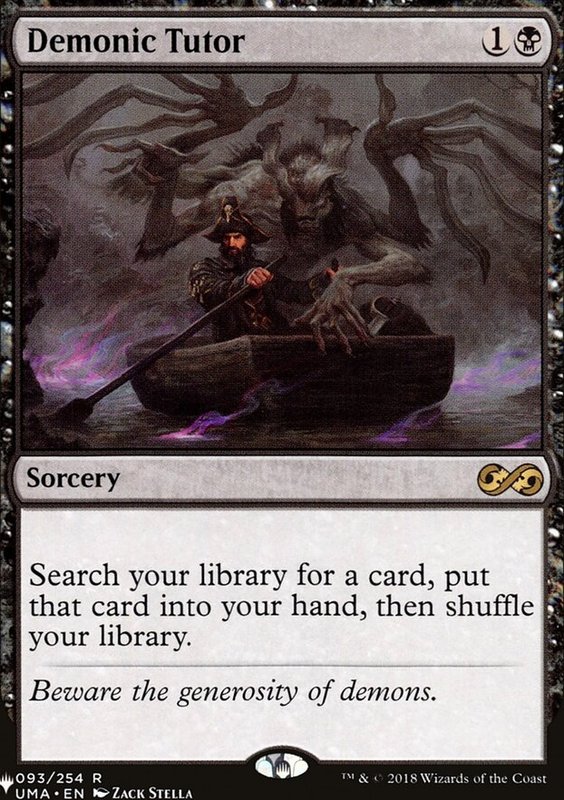 Demonic Tutor 1
Sorcery
Search your library for a card, put
that card into your hand, then shuffle
your library.
Beware the generosity of demons.
093/254 R
UMA • EN ZACK STELLA
™ & © 2018 Wizards of the Coast